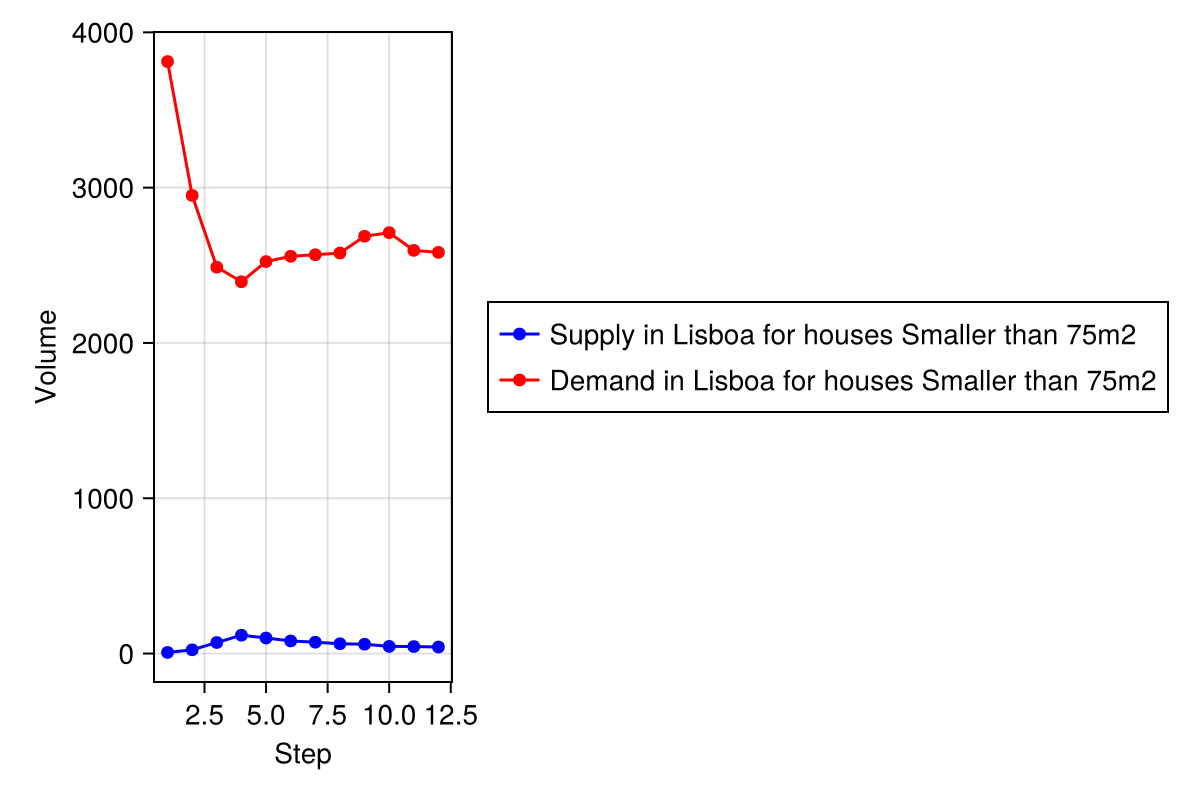 4000
3000
2000
1000
0
Volume
2.5 5.0 7.5 10.0 12.5
Step
Supply in Lisboa for houses Smaller than 75m2
Demand in Lisboa for houses Smaller than 75m2